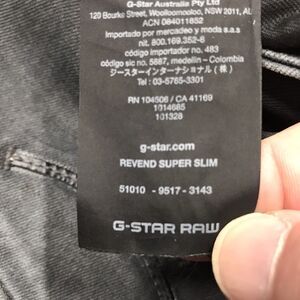 G-Star Australia Pty Ltd
120 Bourke Street, Woolloomooloo, NSW 2011, AU
ACN 084011652
Importado por mercadeo y moda s.a.s
nit. 800.169.352-6
código importador no. 483
código sic no. 5887, medellin – Colombia
ジースターインターナショナル(株)
Tel : 03-5765-3301
RN 104506 / CA 41169
1014685
101328
g-star.com
REVEND SUPER SLIM
51010 - 9517 - 3143
G-STAR RAW